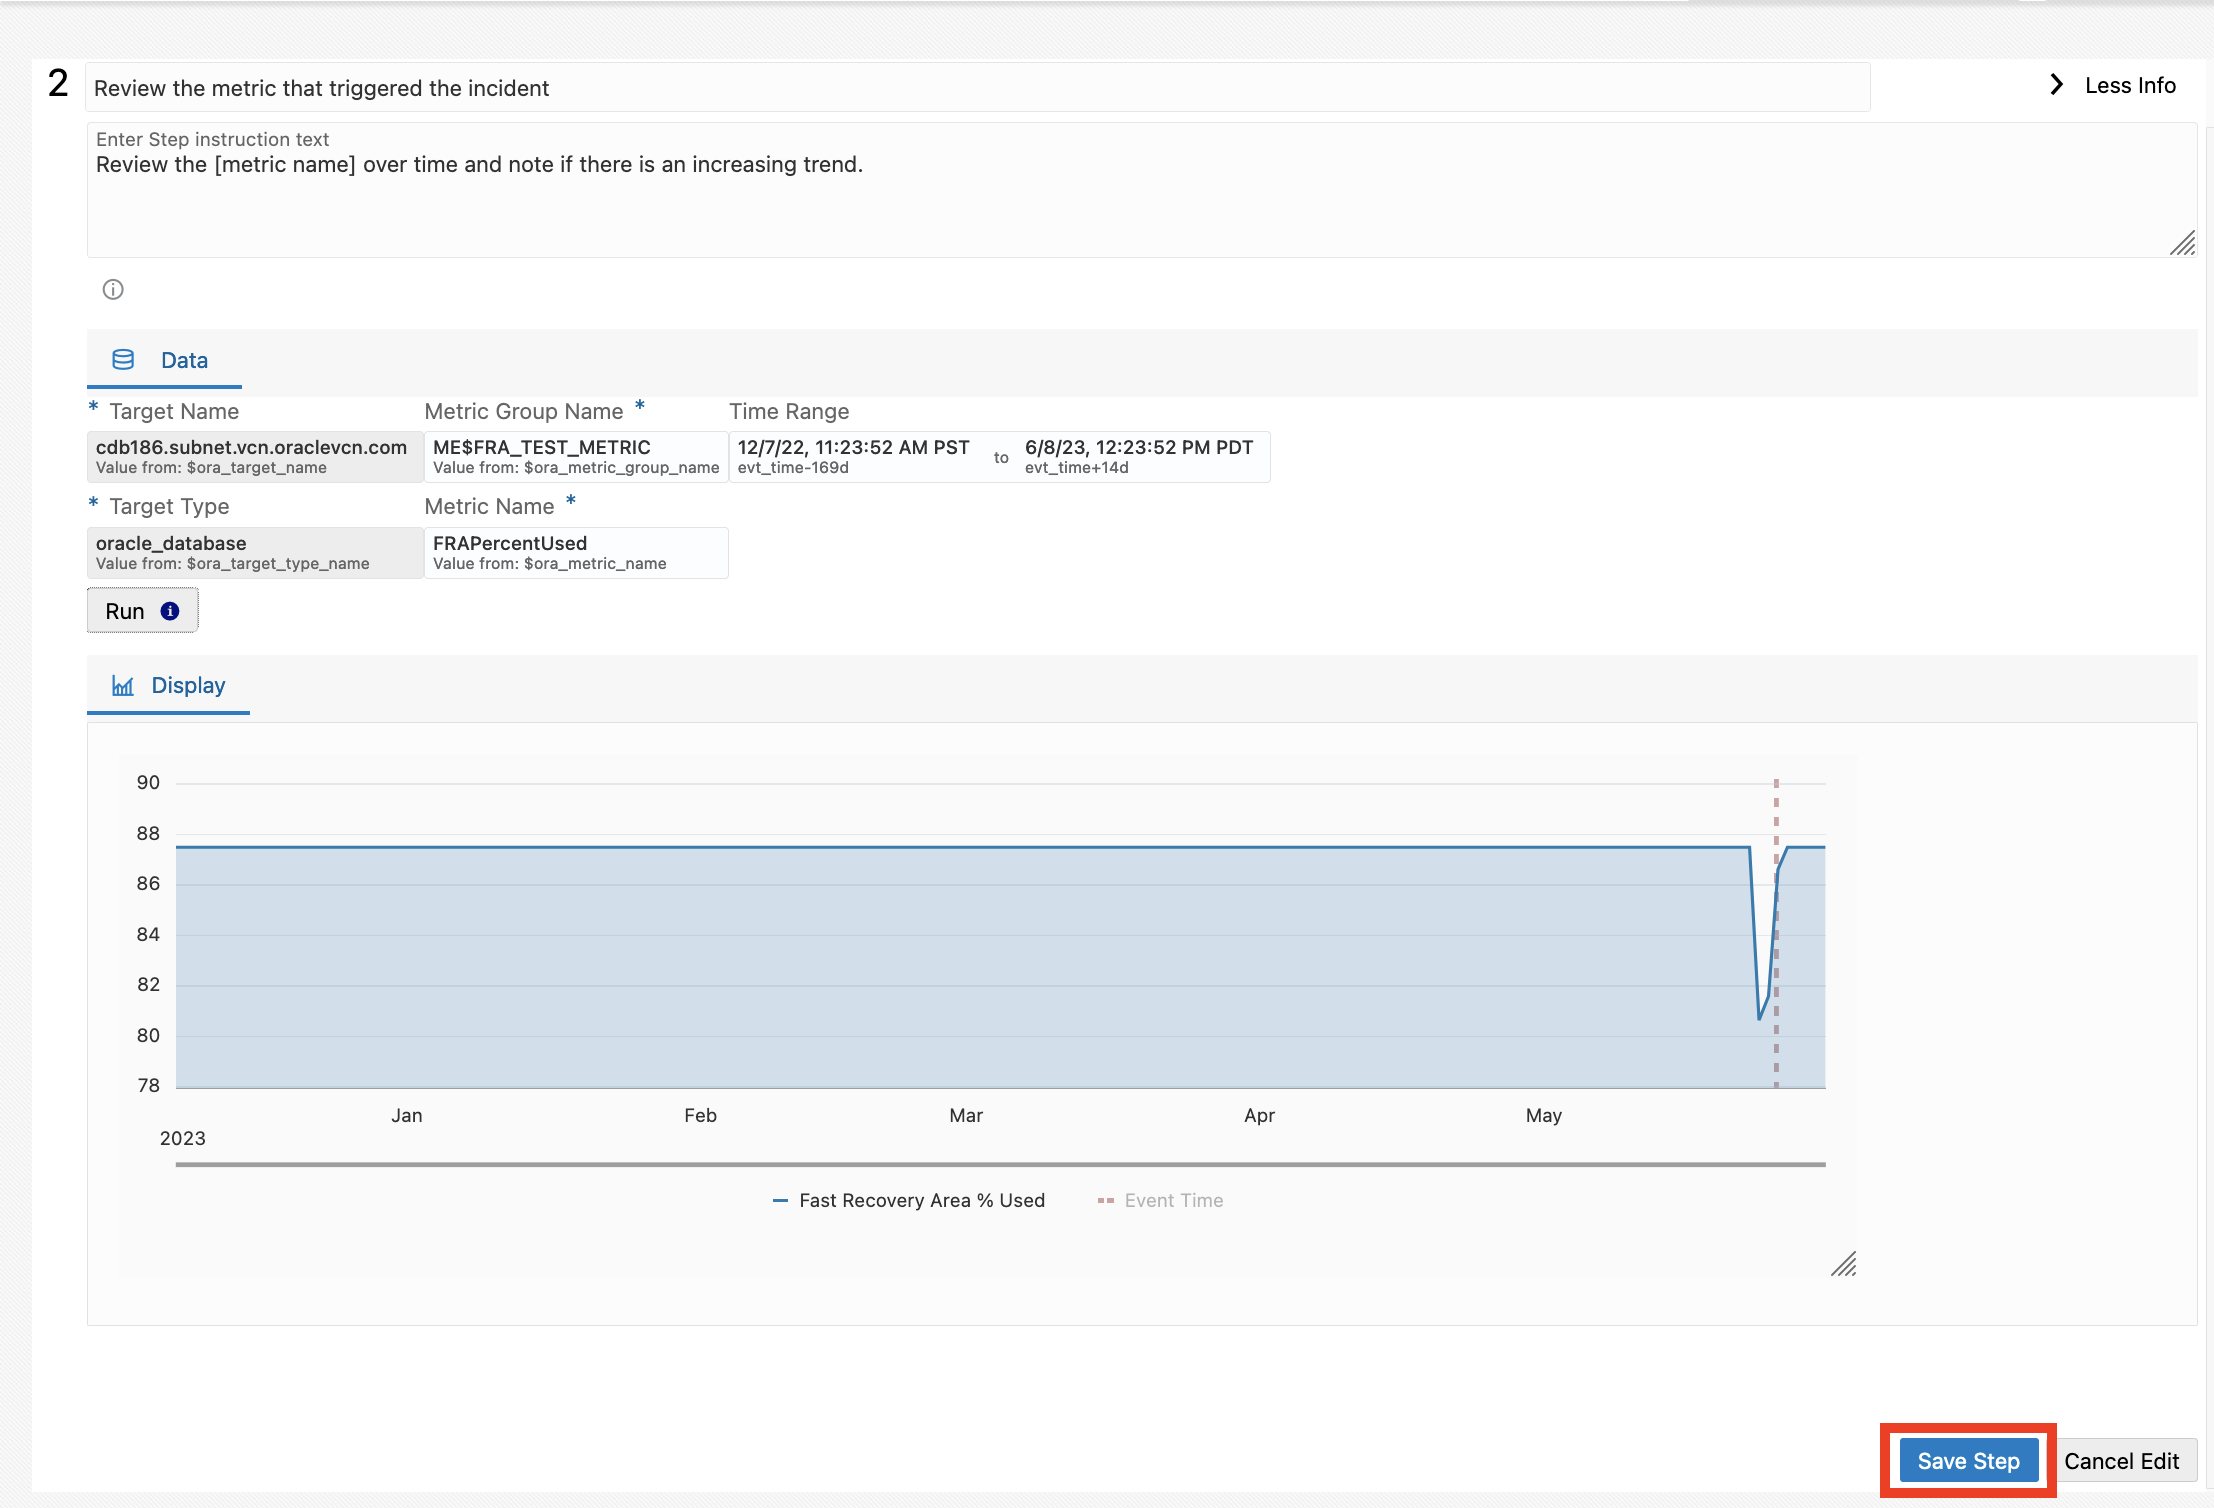 2 Review the metric that triggered the incident Less Info
Enter Step instruction text
Review the [metric name] over time and note if there is an increasing trend.
Data
* Target Name Metric Group Name * Time Range
cdb186.subnet.vcn.oraclevcn.com ME$FRA_TEST_METRIC 12/7/22, 11:23:52 AM PST to 6/8/23, 12:23:52 PM PDT
Value from: $ora_target_name Value from: $ora_metric_group_name evt_time-169d evt_time+14d
* Target Type Metric Name *
oracle_database FRAPercentUsed
Value from: $ora_target_type_name Value from: $ora_metric_name
Run
Display
90
88
86
84
82
80
78
Jan Feb Mar Apr May
2023
Fast Recovery Area % Used Event Time
Save Step Cancel Edit